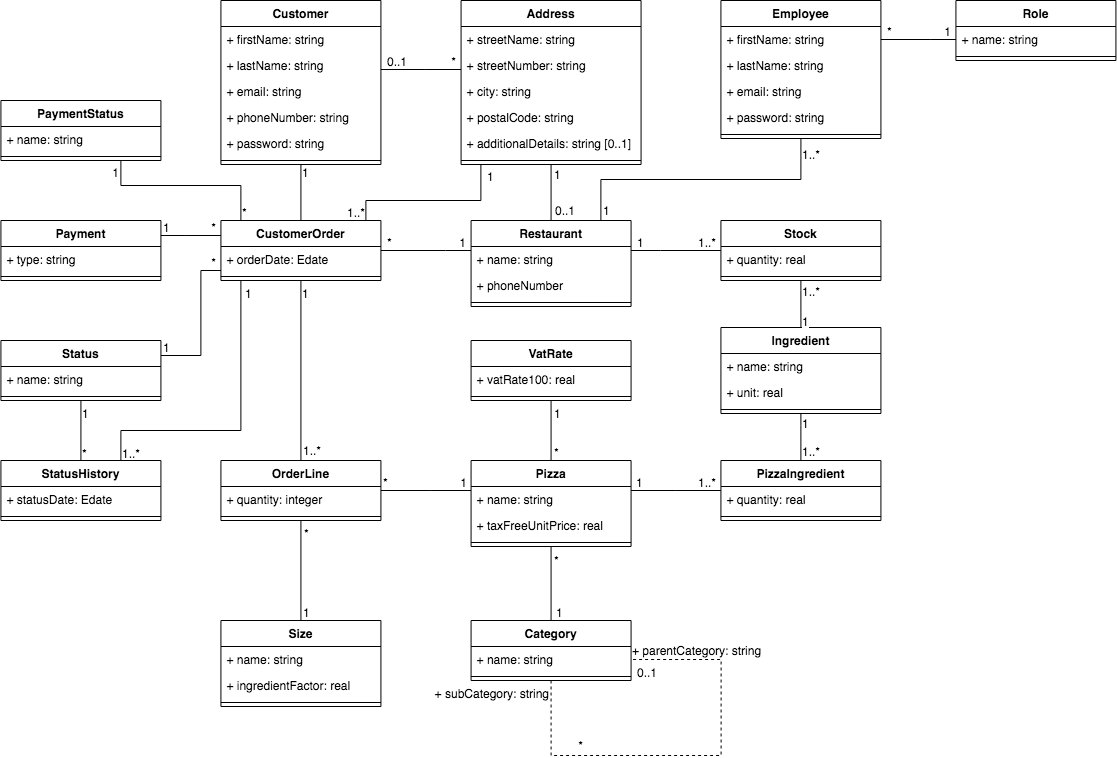 Customer
+ firstName: string
+ lastName: string
+ email: string
+ phoneNumber: string
+ password: string
Address
+ streetName: string
+ streetNumber: string
+ city: string
+ postalCode: string
+ additionalDetails: string [0..1]
Employee
+ firstName: string
+ lastName: string
+ email: string
+ password: string
Role
+ name: string
0..1
*
*
1
PaymentStatus
+ name: string
1
*
1
1
1..*
1
0..1
1..*
1
Payment
+ type: string
1
*
CustomerOrder
+ orderDate: Edate
*
1
Restaurant
+ name: string
+ phoneNumber
1
1..*
Stock
+ quantity: real
*
1
1
1
1..*
1
Status
+ name: string
VatRate
+ vatRate100: real
Ingredient
+ name: string
+ unit: real
1
*
1..*
1..*
1
*
1
1..*
StatusHistory
+ statusDate: Edate
OrderLine
+ quantity: integer
*
1
Pizza
+ name: string
+ taxFreeUnitPrice: real
1
1..*
PizzaIngredient
+ quantity: real
*
1
*
1
Size
+ name: string
+ ingredientFactor: real
Category
+ name: string
+ parentCategory: string
0..1
+ subCategory: string
*